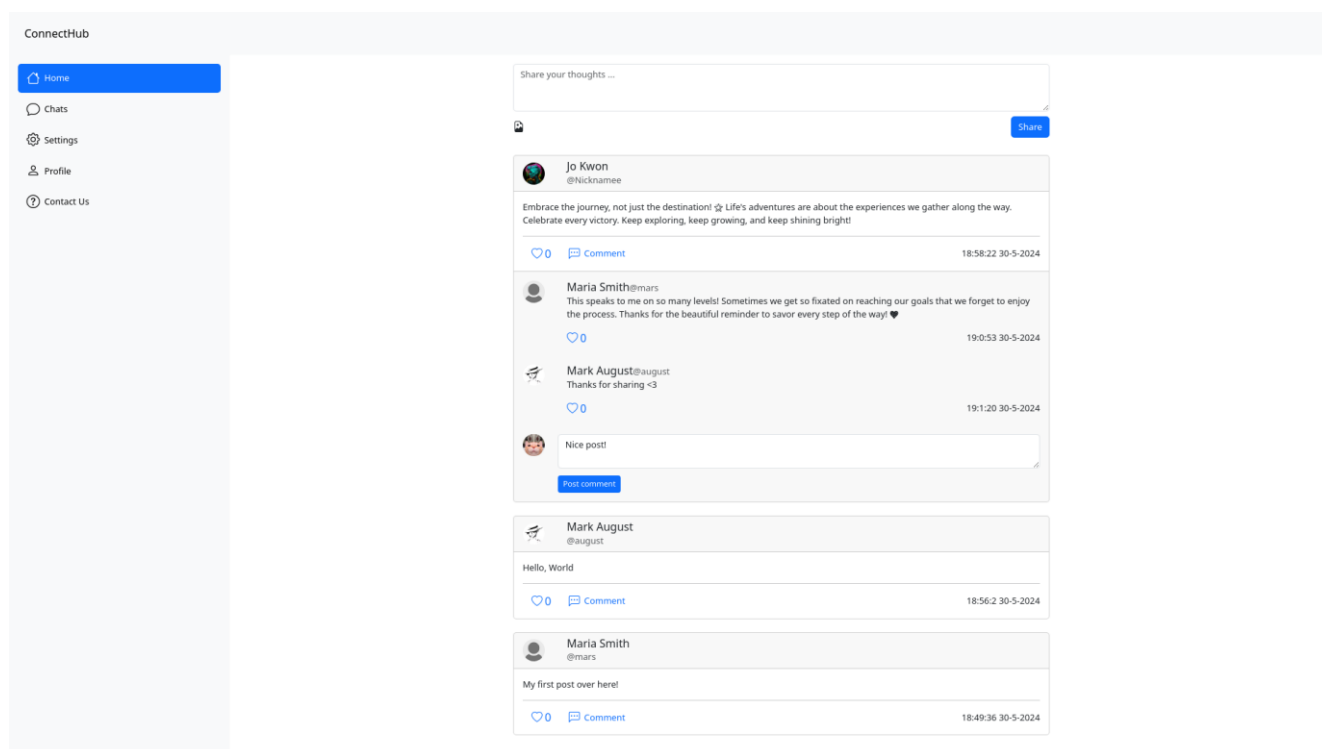 ConnectHub
Home
Chats
Settings
Profile
Contact Us
Share your thoughts ...
Share
Jo Kwon
@Nicknamee
Embrace the journey, not just the destination! ☆ Life's adventures are about the experiences we gather along the way.
Celebrate every victory. Keep exploring, keep growing, and keep shining bright!
0 Comment 18:58:22 30-5-2024
Maria Smith@mars
This speaks to me on so many levels! Sometimes we get so fixated on reaching our goals that we forget to enjoy
the process. Thanks for the beautiful reminder to savor every step of the way! 🖤
0 19:0:53 30-5-2024
Mark August@august
Thanks for sharing <3
0 19:1:20 30-5-2024
Nice post!
Post comment
Mark August
@august
Hello, World
0 Comment 18:56:2 30-5-2024
Maria Smith
@mars
My first post over here!
0 Comment 18:49:36 30-5-2024